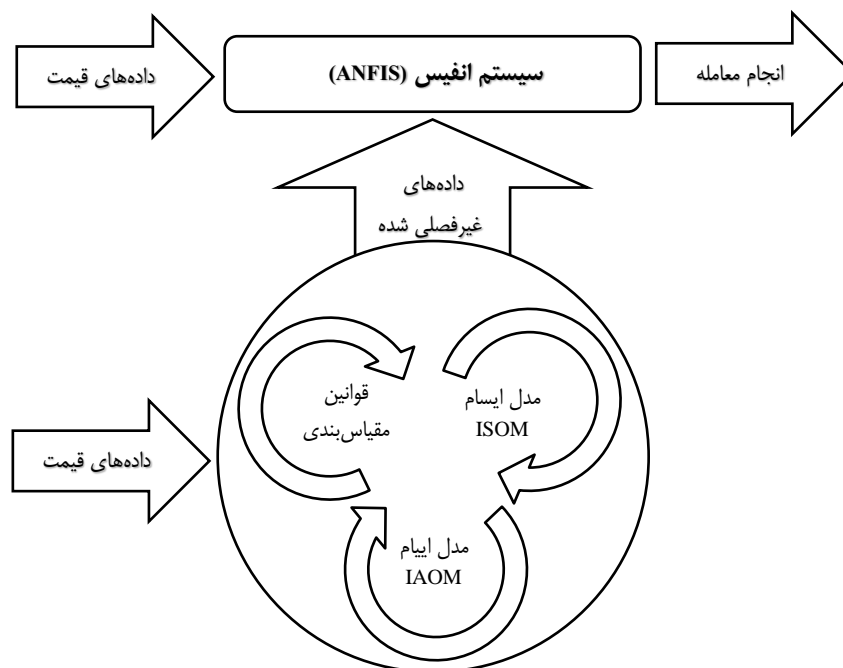 داده‌های قیمت
سیستم انفیس (ANFIS)
انجام معامله
داده‌های
غیرفصلی شده
قوانین
مقیاس‌بندی
مدل ایسام
ISOM
داده‌های قیمت
مدل اییام
IAOM